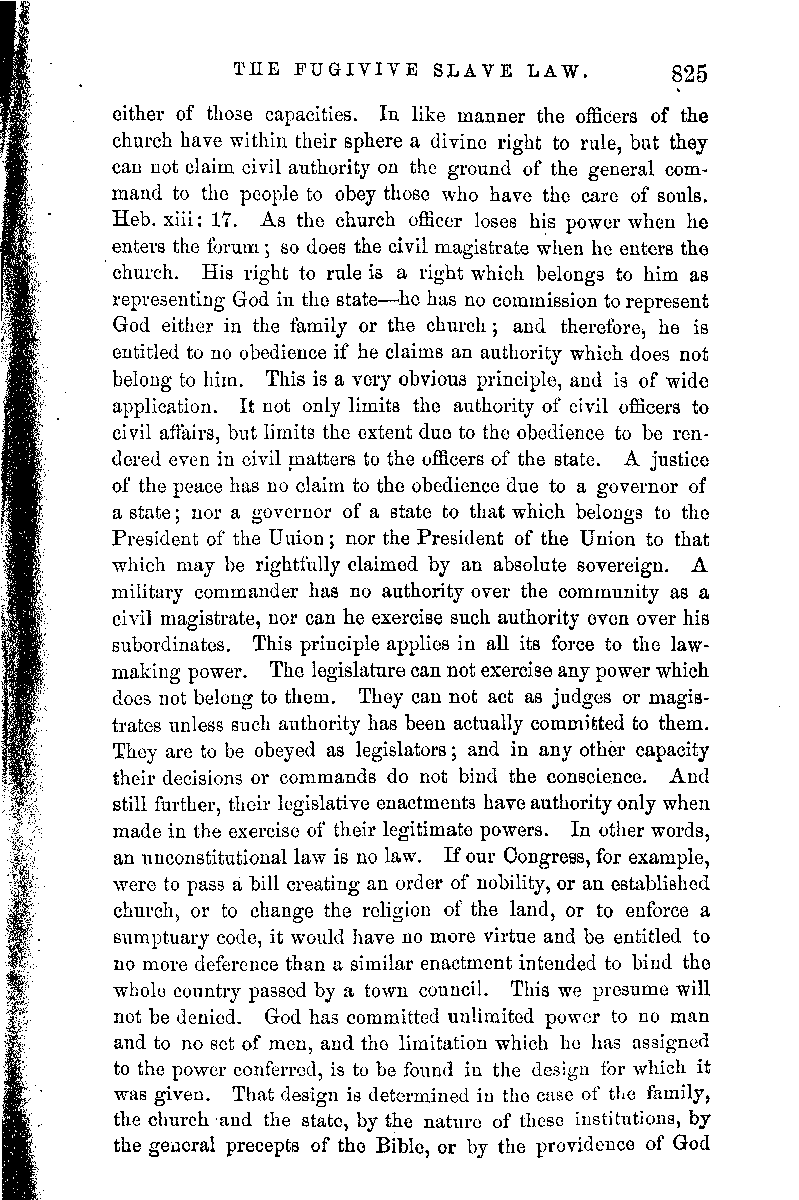 THE FUGIVIVE SLAVE LAW. 825
either of those capacities. In like manner the officers of the
church have within their sphere a divine right to rule, but they
can not claim civil authority on the ground of the general com-
mand to the people to obey those who have the care of souls.
Heb. xiii: 17. As the church officer loses his power when he
enters the forum; so does the civil magistrate when he enters the
church. His right to rule is a right which belongs to him as
representing God in the state—he has no commission to represent
God either in the family or the church; and therefore, he is
entitled to no obedience if he claims an authority which does not
belong to him. This is a very obvious principle, and is of wide
application. It not only limits the authority of civil officers to
civil affairs, but limits the extent due to the obedience to be ren-
dered even in civil matters to the officers of the state. A justice
of the peace has no claim to the obedience due to a governor of
a state; nor a governor of a state to that which belongs to the
President of the Union; nor the President of the Union to that
which may be rightfully claimed by an absolute sovereign. A
military commander has no authority over the community as a
civil magistrate, nor can he exercise such authority even over his
subordinates. This principle applies in all its force to the law-
making power. The legislature can not exercise any power which
does not belong to them. They can not act as judges or magis-
trates unless such authority has been actually committed to them.
They are to be obeyed as legislators; and in any other capacity
their decisions or commands do not bind the conscience. And
still further, their legislative enactments have authority only when
made in the exercise of their legitimate powers. In other words,
an unconstitutional law is no law. If our Congress, for example,
were to pass a bill creating an order of nobility, or an established
church, or to change the religion of the land, or to enforce a
sumptuary code, it would have no more virtue and be entitled to
no more deference than a similar enactment intended to bind the
whole country passed by a town council. This we presume will
not be denied. God has committed unlimited power to no man
and to no set of men, and the limitation which he has assigned
to the power conferred, is to be found in the design for which it
was given. That design is determined in the case of the family,
the church and the state, by the nature of these institutions, by
the general precepts of the Bible, or by the providence of God